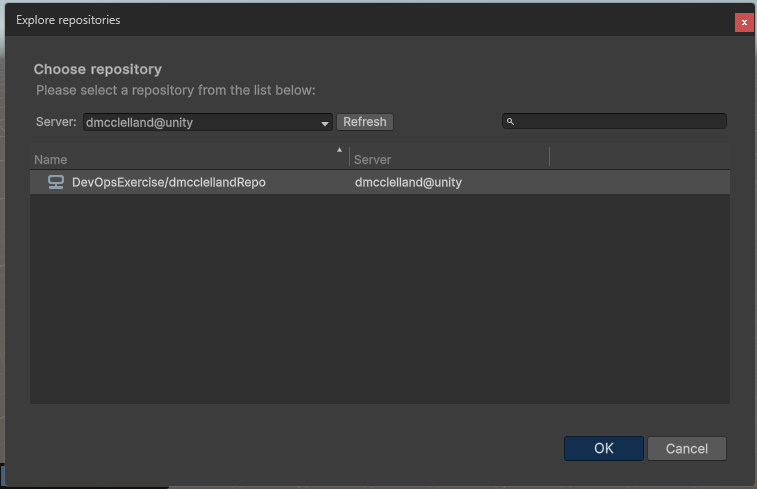 Explore repositories
x
Choose repository
Please select a repository from the list below:
Server: dmcclelland@unity Refresh
Name Server
DevOpsExercise/dmcclellandRepo dmcclelland@unity
OK Cancel